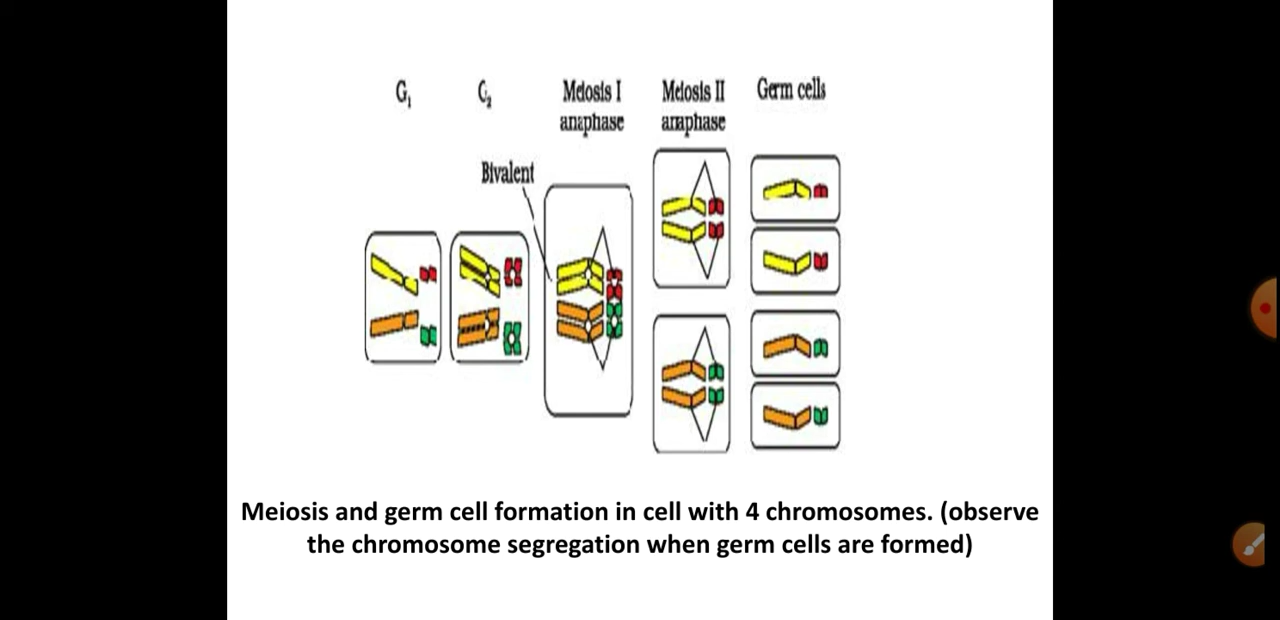 G₁
G₂
Meiosis I
anaphase
Meiosis II
anaphase
Germ cells
Bivalent
Meiosis and germ cell formation in cell with 4 chromosomes. (observe
the chromosome segregation when germ cells are formed)